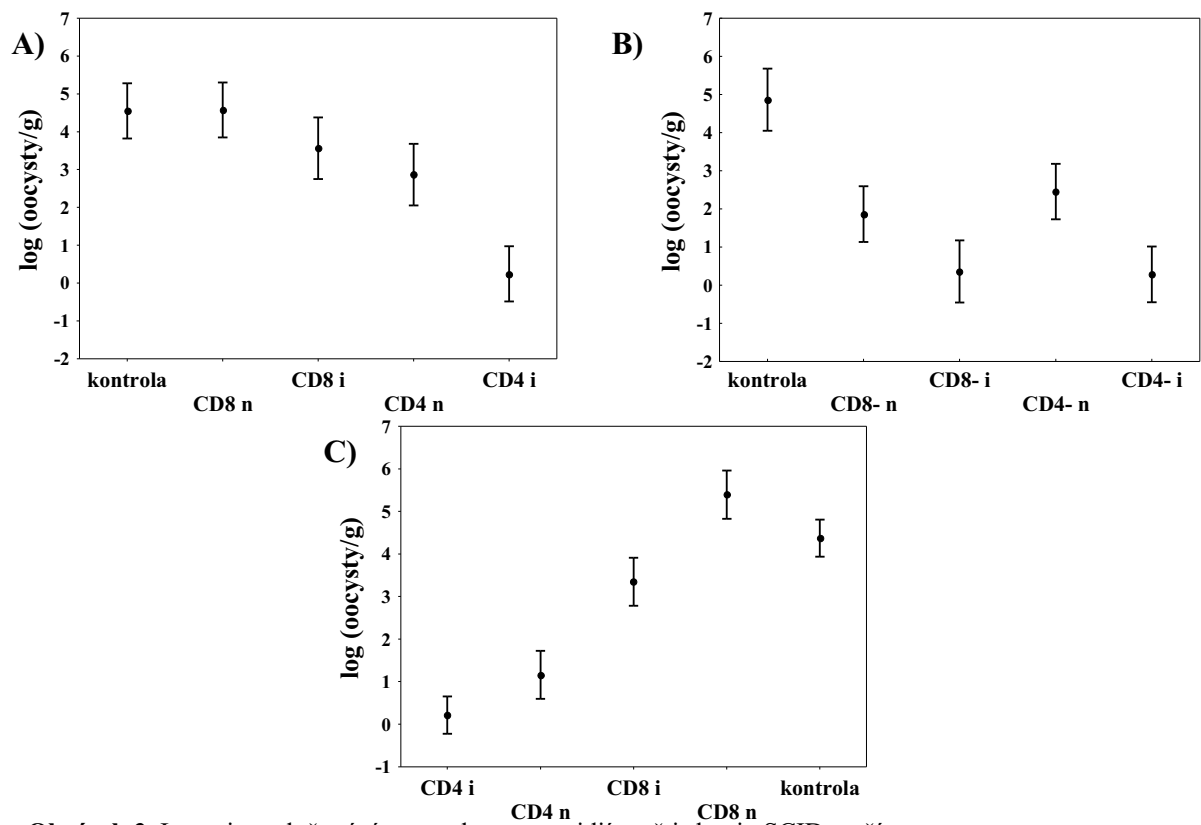 A)
log (oocysty/g)
7
6
5
4
3
2
1
0
-1
-2
kontrola CD8 i CD4 i
CD8 n CD4 n
B)
log (oocysty/g)
7
6
5
4
3
2
1
0
-1
-2
kontrola CD8- i CD4- i
CD8- n CD4- n
C)
log (oocysty/g)
7
6
5
4
3
2
1
0
-1
CD4 i CD8 i kontrola
CD4 n CD8 n